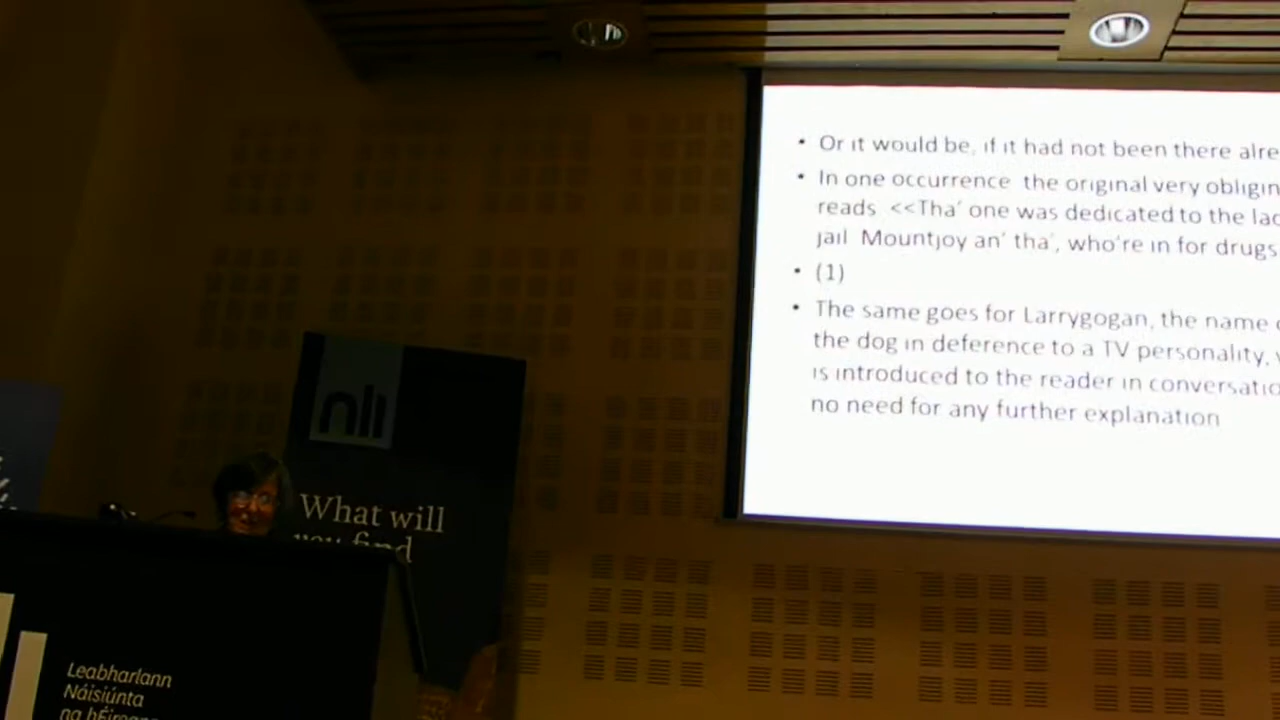 • Or it would be, if it had not been there alre
• In one occurrence the original very obligin
reads <<Tha' one was dedicated to the lac
jail Mountjoy an' tha', who're in for drugs
• (1)
• The same goes for Larrygogan, the name
the dog in deference to a TV personality,
is introduced to the reader in conversatio
no need for any further explanation
nli
What will
you find
Leabharlann
Náisiúnta
na hÉireann